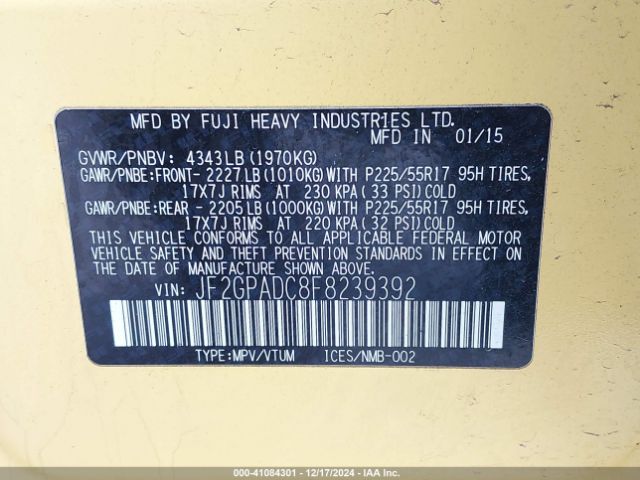 MFD BY FUJI HEAVY INDUSTRIES LTD.
MFD IN 01/15
GVWR/PNBV: 4343LB(1970KG)
GAWR/PNBE:FRONT- 2227LB(1010KG)WITH P225/55R17 95H TIRES,
17X7J RIMS AT 230 KPA(33 PSI)COLD
GAWR/PNBE:REAR - 2205LB(1000KG)WITH P225/55R17 95H TIRES,
17X7J RIMS AT 220 KPA(32 PSI)COLD
THIS VEHICLE CONFORMS TO ALL APPLICABLE FEDERAL MOTOR
VEHICLE SAFETY AND THEFT PREVENTION STANDARDS IN EFFECT
ON THE DATE OF MANUFACTURE SHOWN ABOVE.
VIN: JF2GPADC8F8239392
TYPE:MPV/VTUM ICES/NMB-002
000-41084301 - 12/17/2024 - IAA Inc.